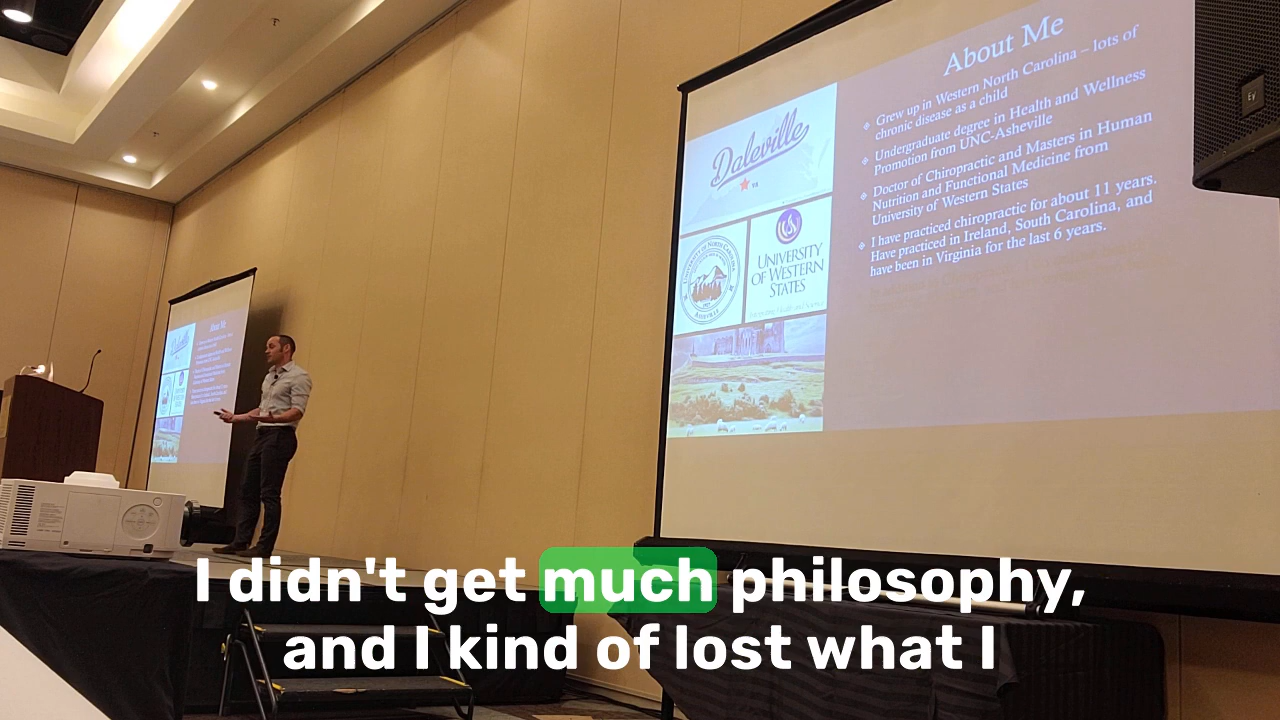 About Me
Grew up in Western North Carolina – lots of
chronic disease as a child
Undergraduate degree in Health and Wellness
Promotion from UNC-Asheville
Doctor of Chiropractic and Masters in Human
Nutrition and Functional Medicine from
University of Western States
I have practiced chiropractic for about 11 years.
Have practiced in Ireland, South Carolina, and
have been in Virginia for the last 6 years.
Daleville
VA
UNIVERSITY
OF WESTERN
STATES
About Me
Daleville
I didn't get much philosophy,
and I kind of lost what I